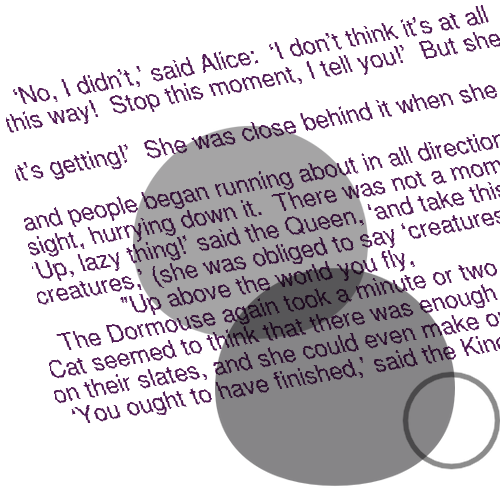 ‘No, I didn’t,’ said Alice: ‘I don’t think it’s at all
this way! Stop this moment, I tell you!’ But she
it’s getting!’ She was close behind it when she
and people began running about in all direction
sight, hurrying down it. There was not a mom
‘Up, lazy thing!’ said the Queen, ‘and take this
creatures, (she was obliged to say ‘creatures
"Up above the world you fly,
The Dormouse again took a minute or two
Cat seemed to think that there was enough
on their slates, and she could even make o
‘You ought to have finished,’ said the King